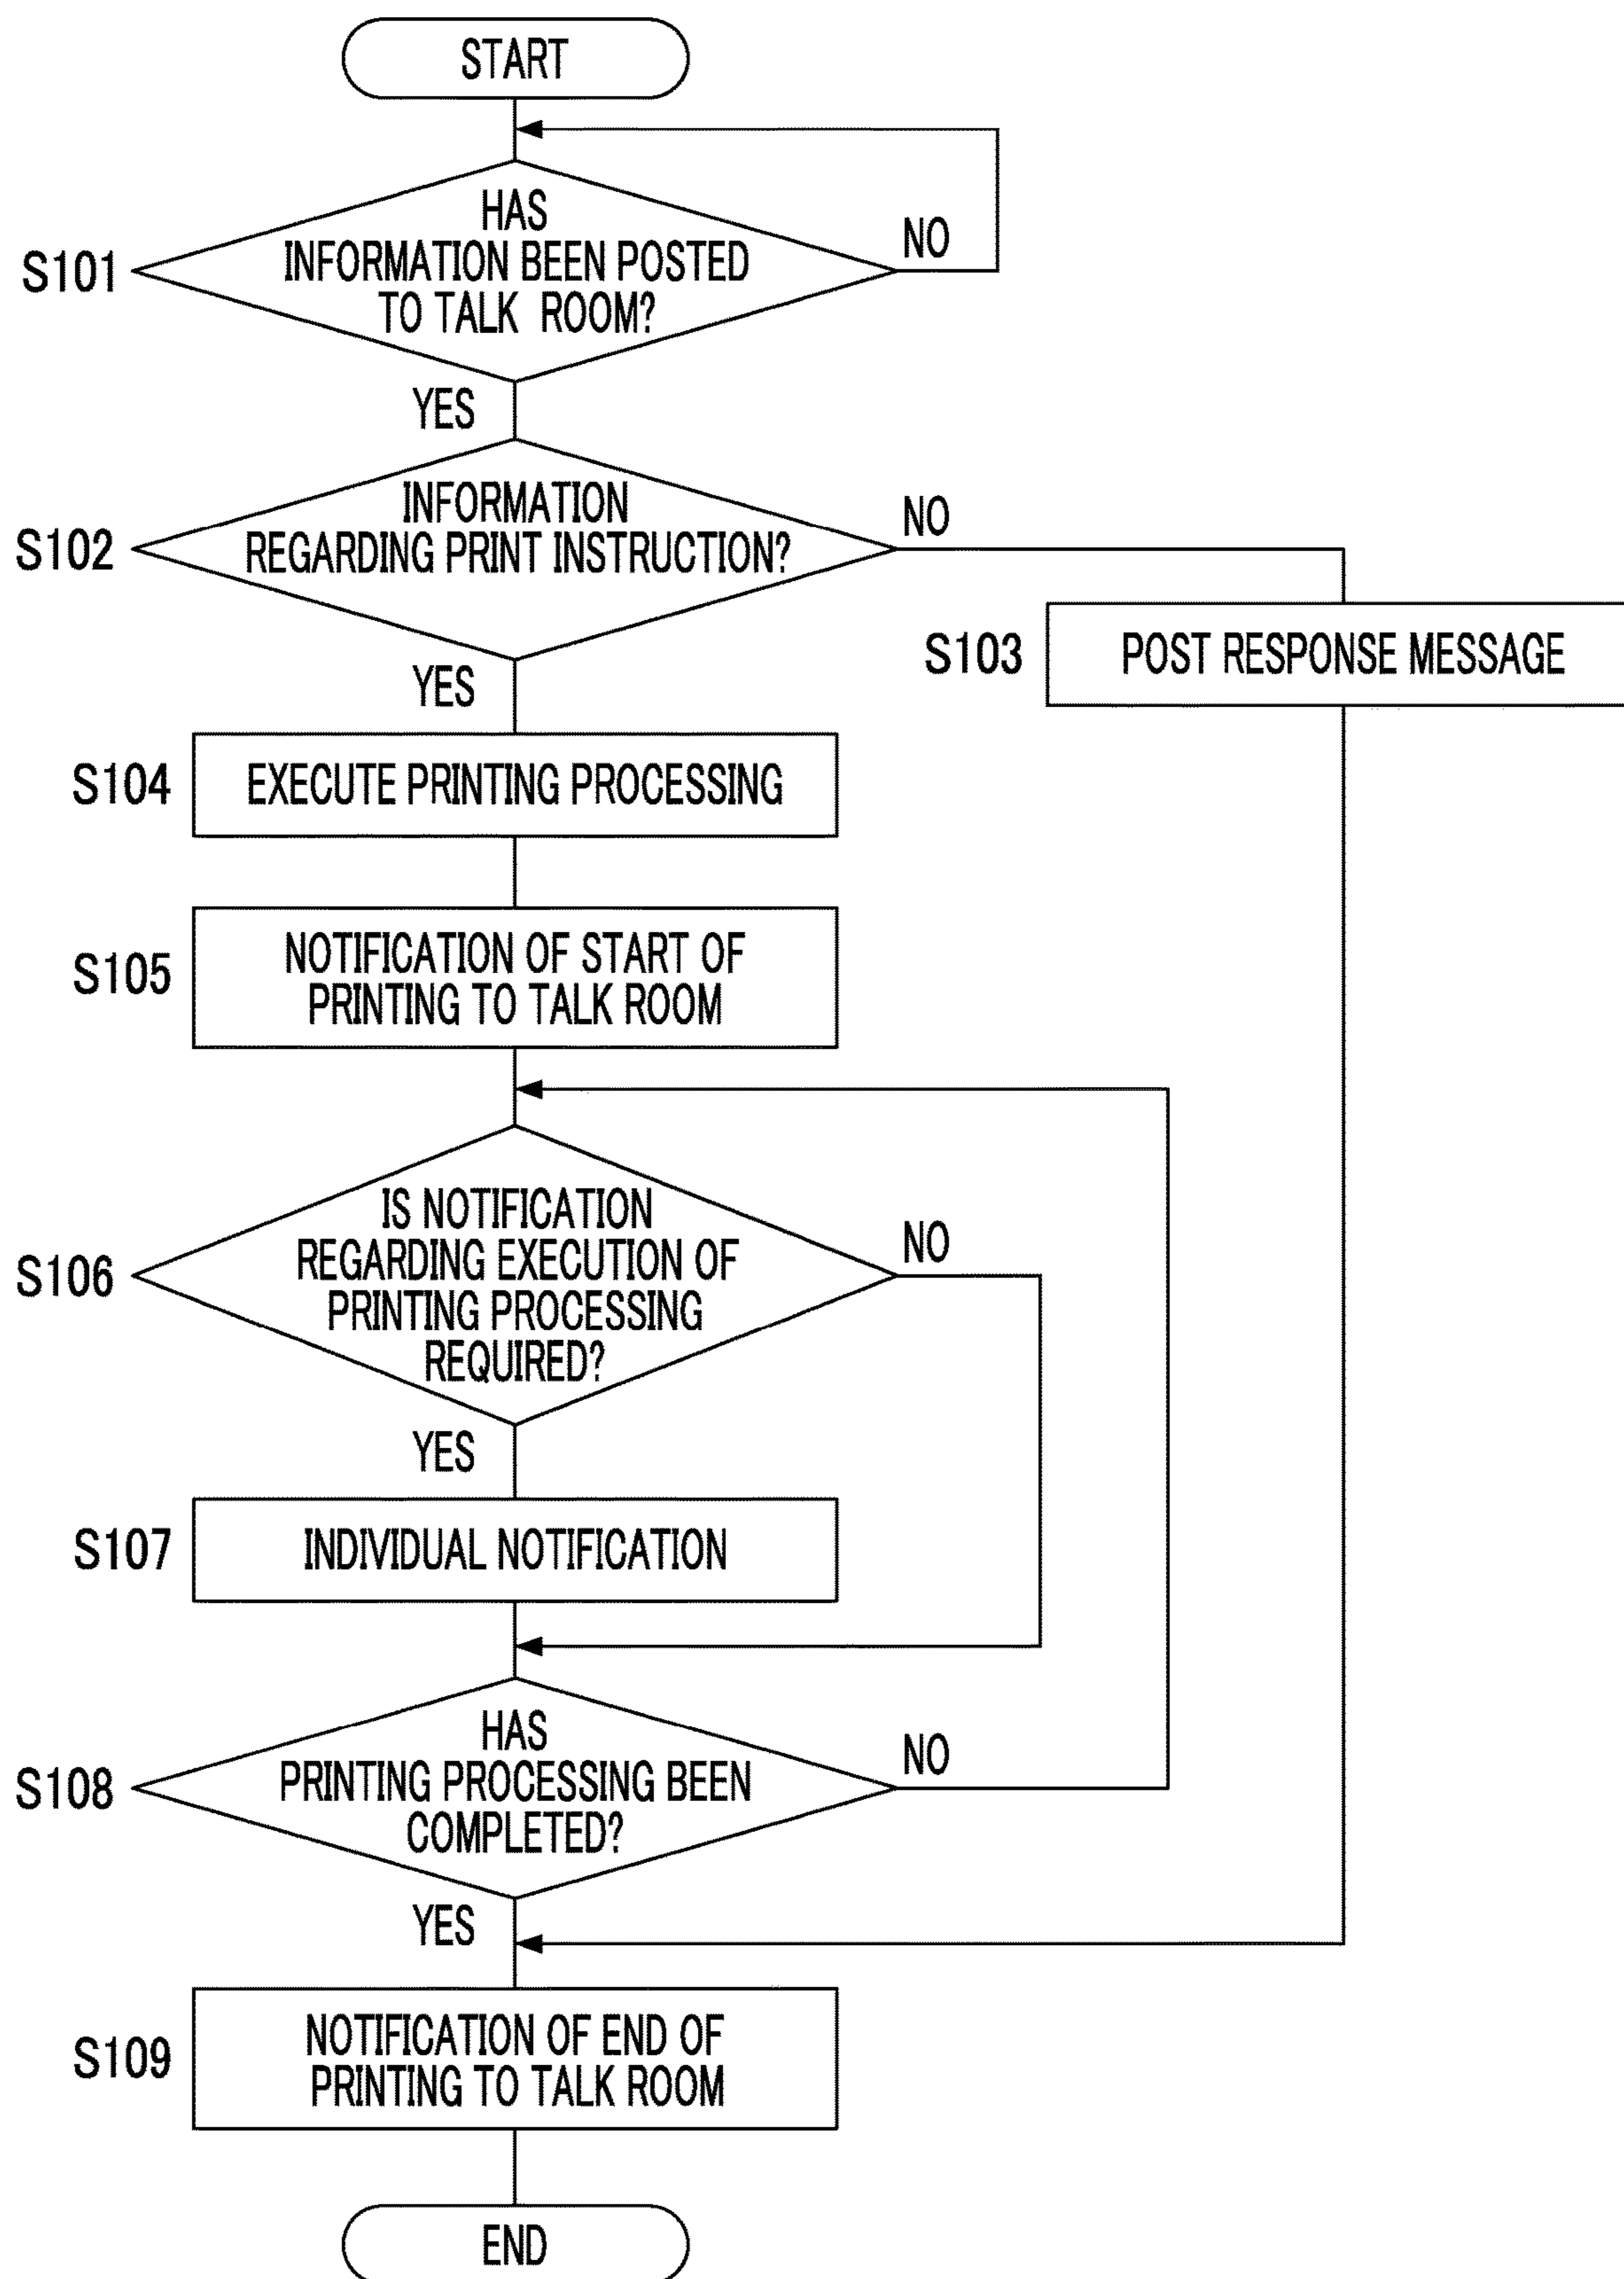 START
HAS
INFORMATION BEEN POSTED
TO TALK ROOM?
S101
NO
YES
INFORMATION
REGARDING PRINT INSTRUCTION?
S102
NO
YES
S103
POST RESPONSE MESSAGE
S104
EXECUTE PRINTING PROCESSING
S105
NOTIFICATION OF START OF
PRINTING TO TALK ROOM
IS NOTIFICATION
REGARDING EXECUTION OF
PRINTING PROCESSING
REQUIRED?
S106
NO
YES
S107
INDIVIDUAL NOTIFICATION
HAS
PRINTING PROCESSING BEEN
COMPLETED?
S108
NO
YES
S109
NOTIFICATION OF END OF
PRINTING TO TALK ROOM
END